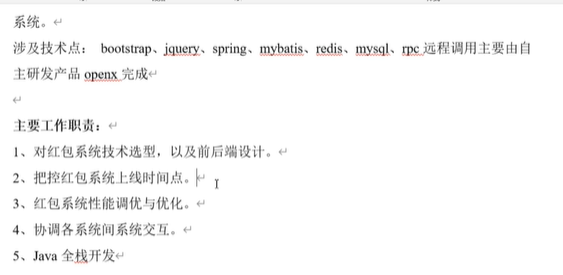 系统。
涉及技术点： bootstrap、jquery、spring、mybatis、redis、mysql、rpc 远程调用主要由自
主研发产品 openx 完成
主要工作职责：
1、对红包系统技术选型，以及前后端设计。
2、把控红包系统上线时间点。
3、红包系统性能调优与优化。
4、协调各系统间系统交互。
5、Java 全栈开发